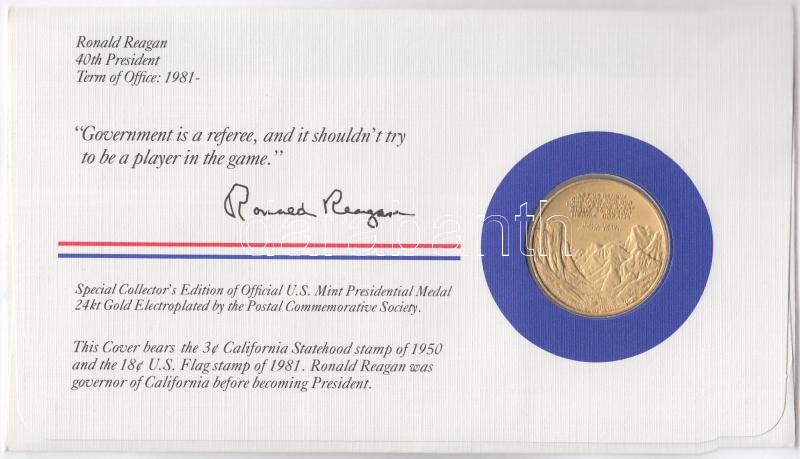 Ronald Reagan
40th President
Term of Office: 1981-
“Government is a referee, and it shouldn’t try
to be a player in the game.”
Ronald Reagan
darabanth
Special Collector’s Edition of Official U.S. Mint Presidential Medal
24kt Gold Electroplated by the Postal Commemorative Society.
This Cover bears the 3¢ California Statehood stamp of 1950
and the 18¢ U.S. Flag stamp of 1981. Ronald Reagan was
governor of California before becoming President.